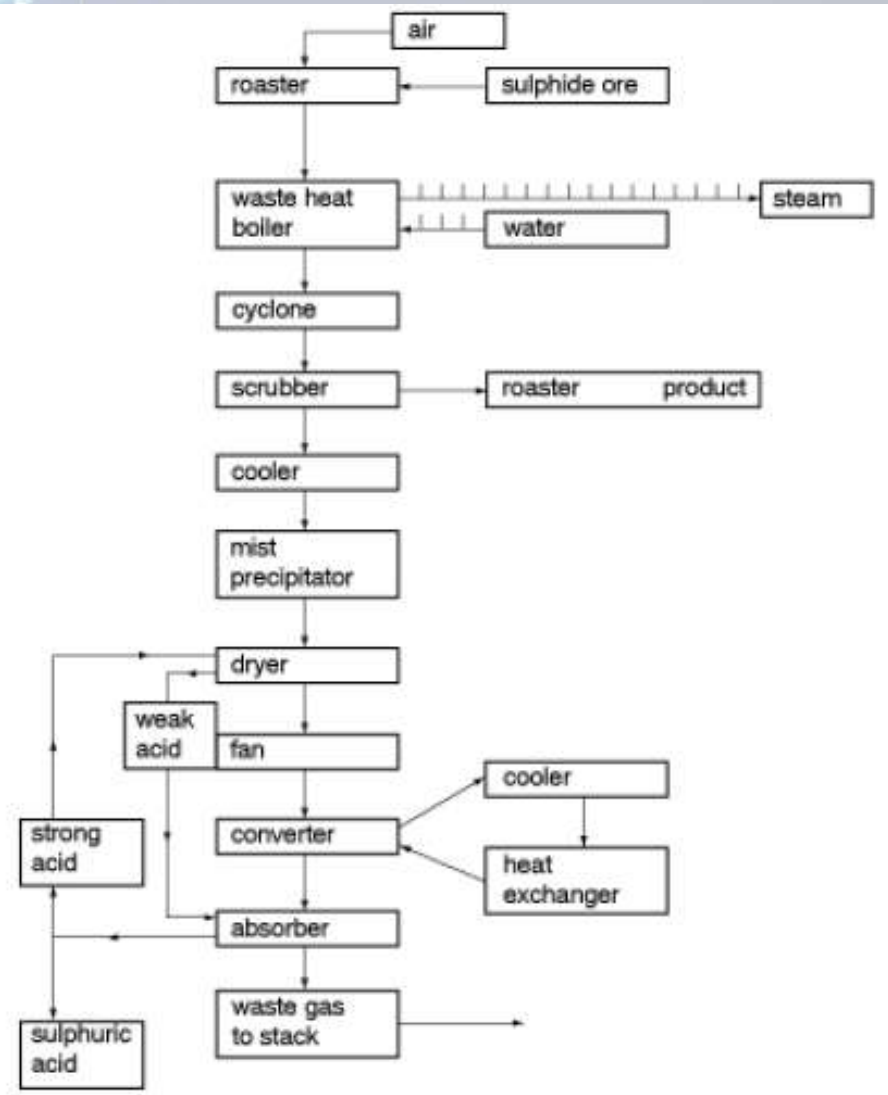 air
roaster
sulphide ore
waste heat
boiler
steam
water
cyclone
scrubber
roaster product
cooler
mist
precipitator
dryer
weak
acid
fan
cooler
strong
acid
converter
heat
exchanger
absorber
waste gas
to stack
sulphuric
acid